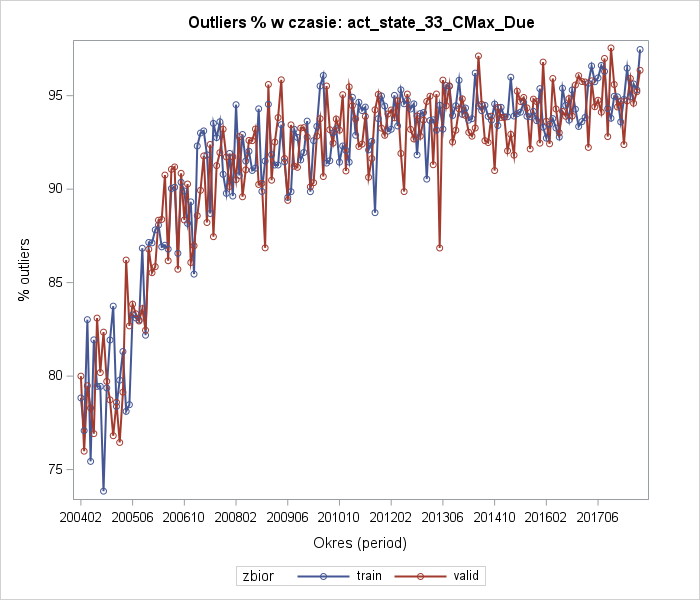 Outliers % w czasie: act_state_33_CMax_Due
% outliers
95
90
85
80
75
200402 200506 200610 200802 200906 201010 201202 201306 201410 201602 201706
Okres (period)
zbior train valid